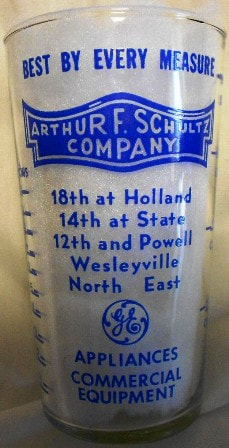 BEST BY EVERY MEASURE
ARTHUR F. SCHULTZ
COMPANY
18th at Holland
14th at State
12th and Powell
Wesleyville
North East
GE
APPLIANCES
COMMERCIAL
EQUIPMENT